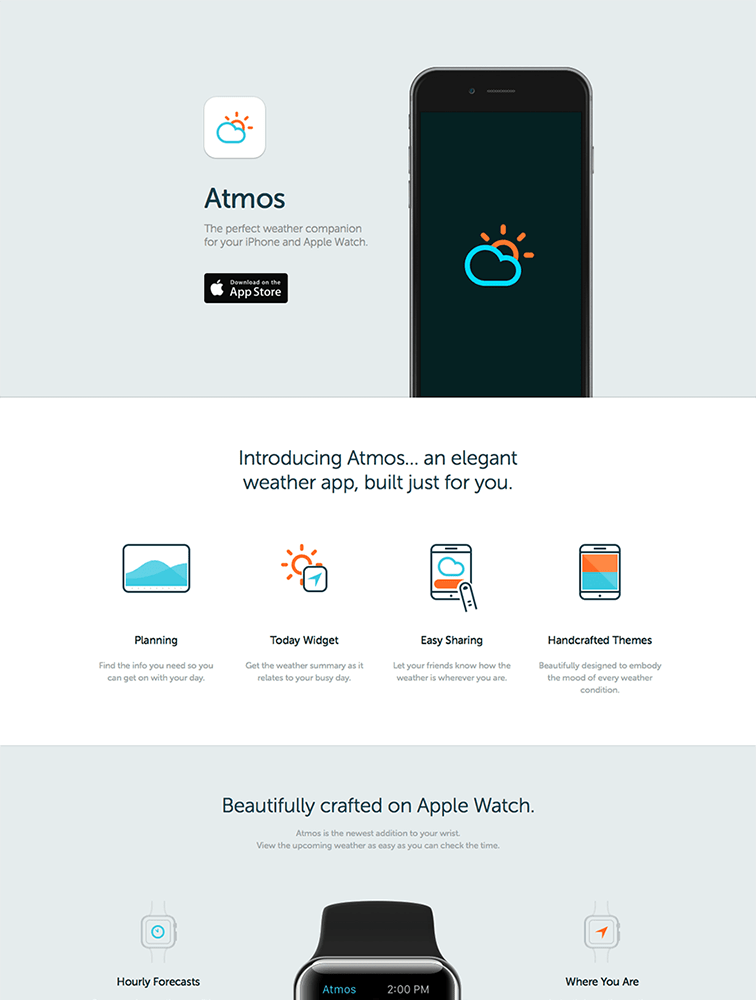 Atmos
The perfect weather companion
for your iPhone and Apple Watch.
Download on the
App Store
Introducing Atmos... an elegant
weather app, built just for you.
Planning
Find the info you need so you
can get on with your day.
Today Widget
Get the weather summary as it
relates to your busy day.
Easy Sharing
Let your friends know how the
weather is wherever you are.
Handcrafted Themes
Beautifully designed to embody
the mood of every weather
condition.
Beautifully crafted on Apple Watch.
Atmos is the newest addition to your wrist.
View the upcoming weather as easy as you can check the time.
Hourly Forecasts
Atmos 2:00 PM
Where You Are